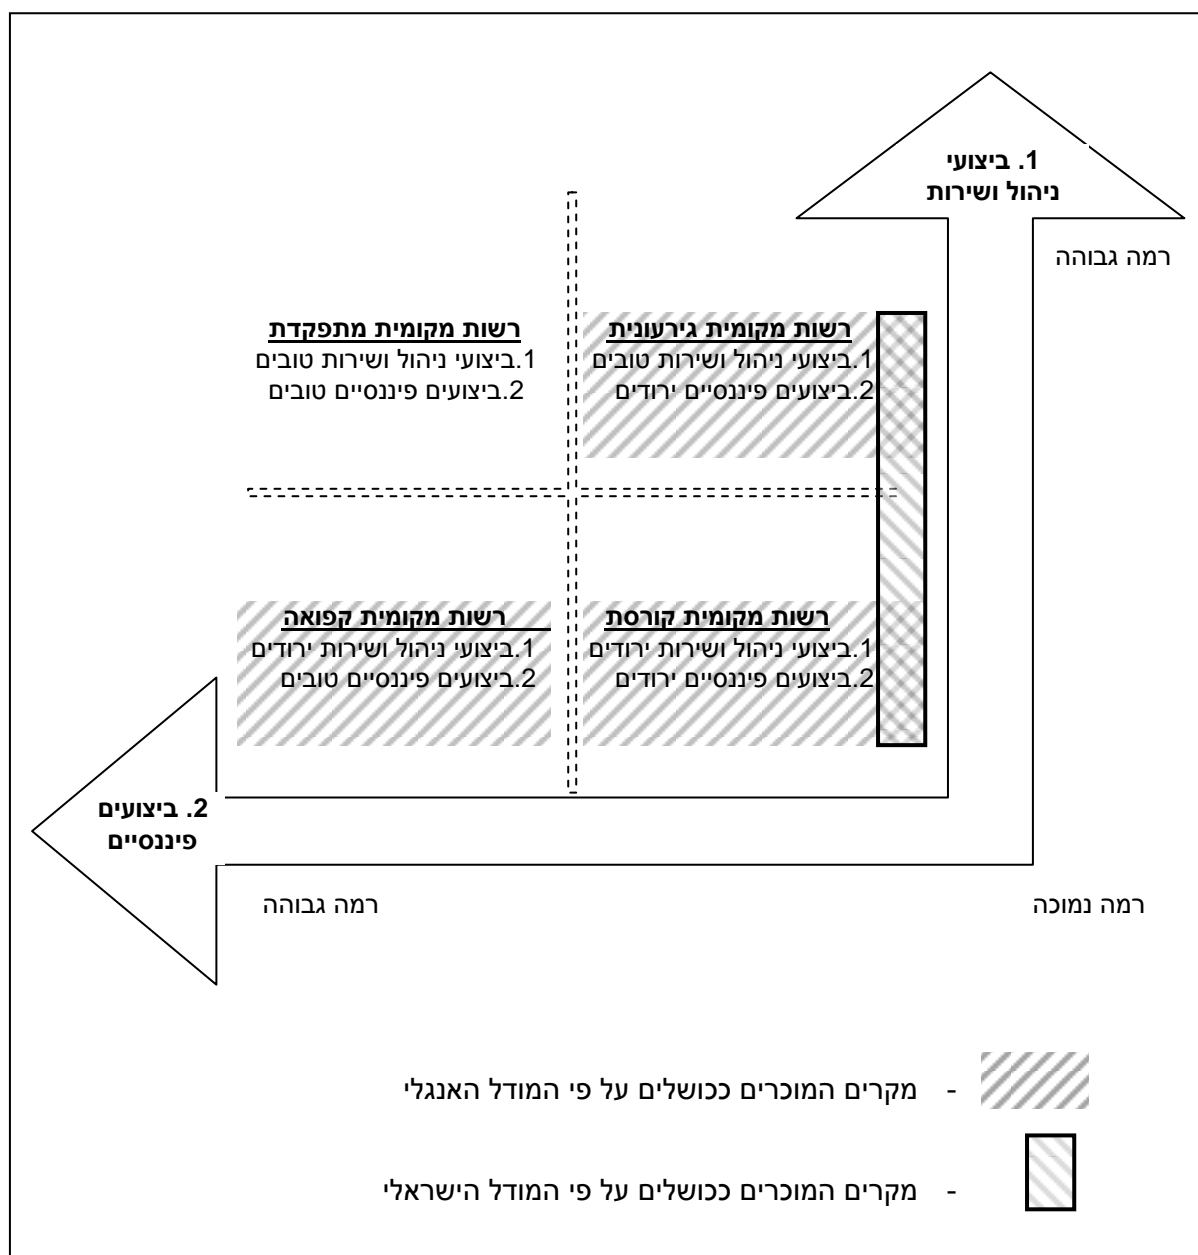 1. ביצועי
ניהול ושירות
רמה גבוהה
רשות מקומית גירעונית
1.ביצועי ניהול ושירות טובים
2.ביצועים פיננסיים ירודים
רשות מקומית מתפקדת
1.ביצועי ניהול ושירות טובים
2.ביצועים פיננסיים טובים
רשות מקומית קורסת
1.ביצועי ניהול ושירות ירודים
2.ביצועים פיננסיים ירודים
רשות מקומית קפואה
1.ביצועי ניהול ושירות ירודים
2.ביצועים פיננסיים טובים
2. ביצועים
פיננסיים
רמה נמוכה
רמה גבוהה
- מקרים המוכרים ככושלים על פי המודל האנגלי
- מקרים המוכרים ככושלים על פי המודל הישראלי